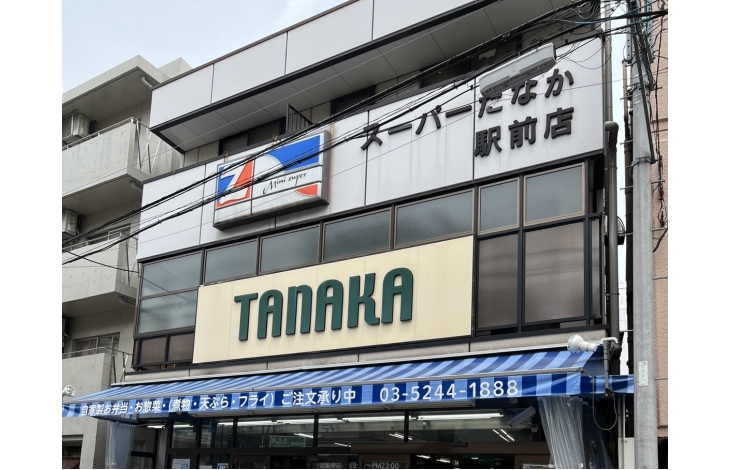 スーパーたなか
駅前店
Mini super
TANAKA
自家製お弁当・お惣菜・(煮物・天ぷら・フライ)ご注文承り中 03-5244-1888
〜PM23:00